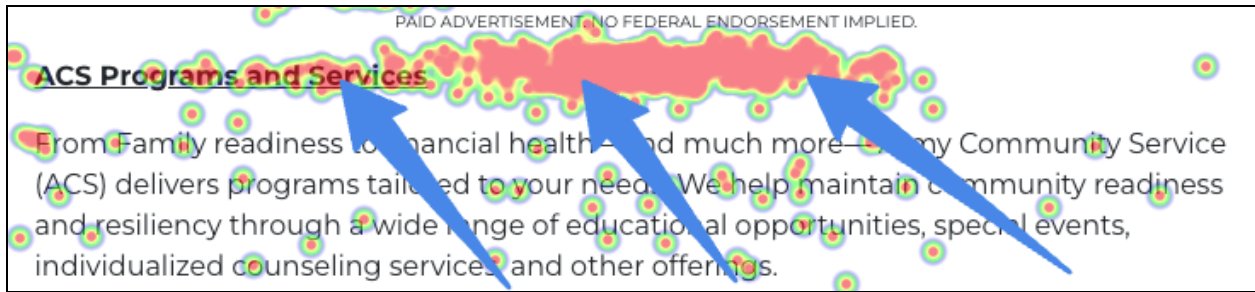 PAID ADVERTISEMENT. NO FEDERAL ENDORSEMENT IMPLIED.
ACS Programs and Services
From Family readiness to financial health—and much more—Army Community Service
(ACS) delivers programs tailored to your needs. We help maintain community readiness
and resiliency through a wide range of educational opportunities, special events,
individualized counseling services, and other offerings.